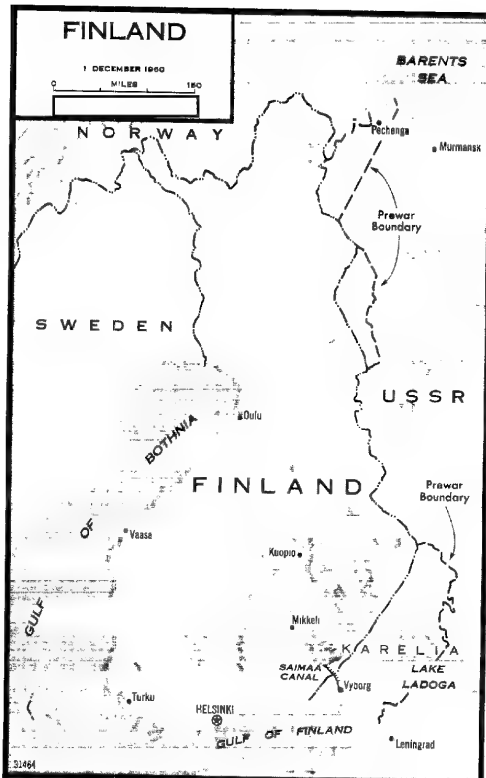 FINLAND
1 DECEMBER 1960
0 MILES 150
BARENTS
SEA
NORWAY
Pechenga
Murmansk
Prewar
Boundary
SWEDEN
USSR
Oulu
GULF OF BOTHNIA
FINLAND
Prewar
Boundary
Vaasa
Kuopio
Mikkeli
KARELIA
SAIMAA
CANAL
LAKE
LADOGA
Vyborg
Turku
HELSINKI
GULF OF FINLAND
Leningrad
31464